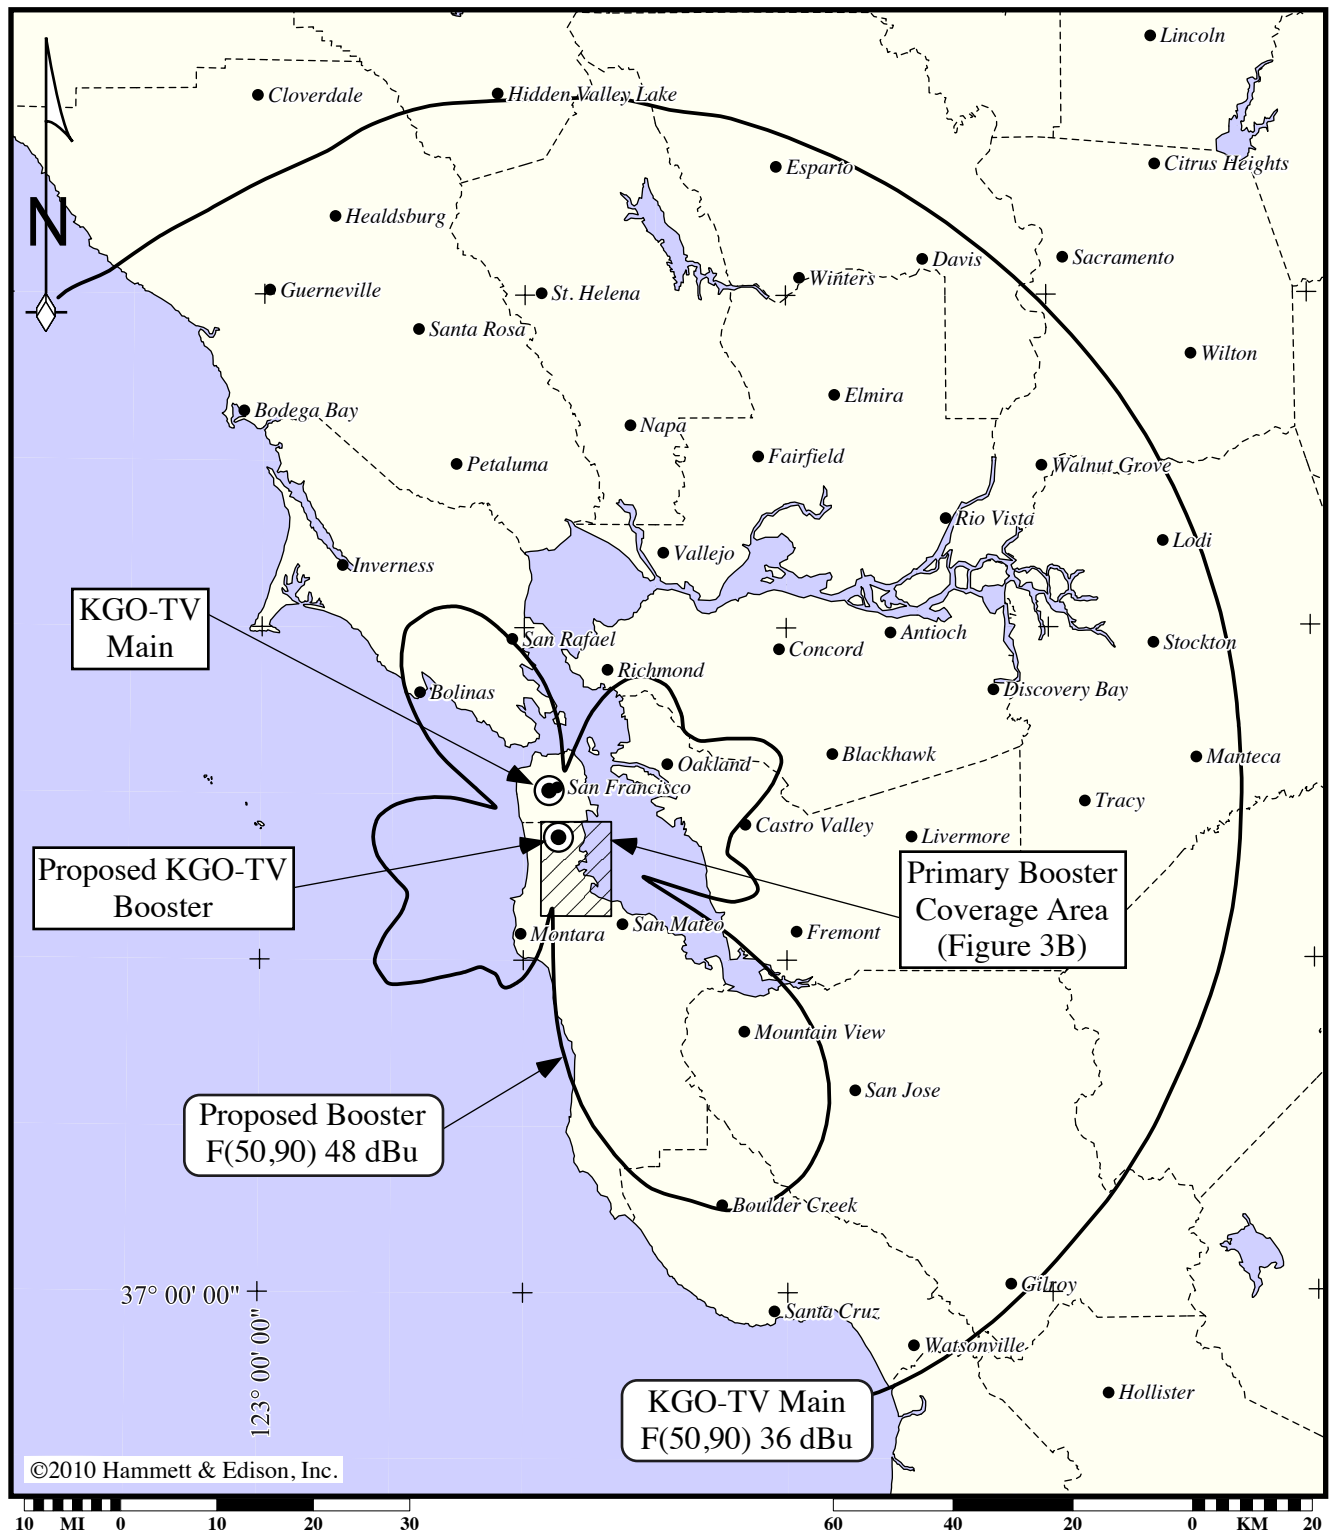 Lincoln
Cloverdale
Hidden Valley Lake
Esparto
Citrus Heights
N
Healdsburg
Davis
Sacramento
Guerneville
St. Helena
Winters
Santa Rosa
Wilton
Elmira
Bodega Bay
Napa
Petaluma
Fairfield
Walnut Grove
Rio Vista
Lodi
Vallejo
Inverness
KGO-TV
Main
San Rafael
Antioch
Concord
Stockton
Richmond
Bolinas
Discovery Bay
Blackhawk
Manteca
Oakland
San Francisco
Tracy
Castro Valley
Livermore
Proposed KGO-TV
Booster
Primary Booster
Coverage Area
(Figure 3B)
San Mateo
Montara
Fremont
Mountain View
San Jose
Proposed Booster
F(50,90) 48 dBu
Boulder Creek
Gilroy
37° 00' 00"
123° 00' 00"
Santa Cruz
Watsonville
KGO-TV Main
F(50,90) 36 dBu
Hollister
©2010 Hammett & Edison, Inc.
10 MI 0 10 20 30 60 40 20 0 KM 20